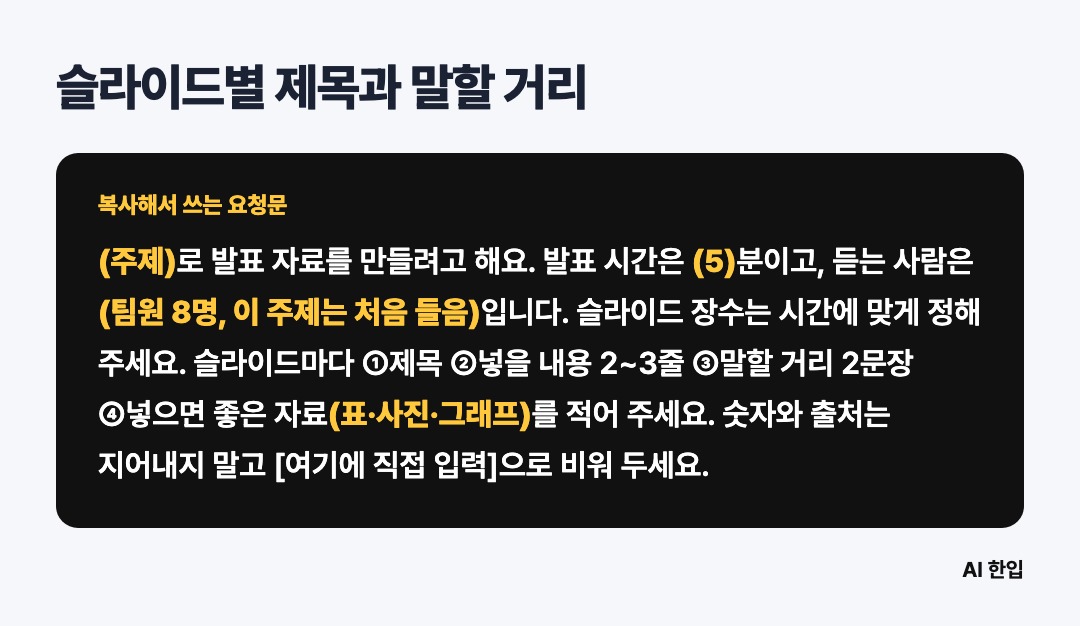 슬라이드별 제목과 말할 거리
복사해서 쓰는 요청문
(주제)로 발표 자료를 만들려고 해요. 발표 시간은 (5)분이고, 듣는 사람은
(팀원 8명, 이 주제는 처음 들음)입니다. 슬라이드 장수는 시간에 맞게 정해
주세요. 슬라이드마다 ①제목 ②넣을 내용 2~3줄 ③말할 거리 2문장
④넣으면 좋은 자료(표·사진·그래프)를 적어 주세요. 숫자와 출처는
지어내지 말고 [여기에 직접 입력]으로 비워 두세요.
AI 한입